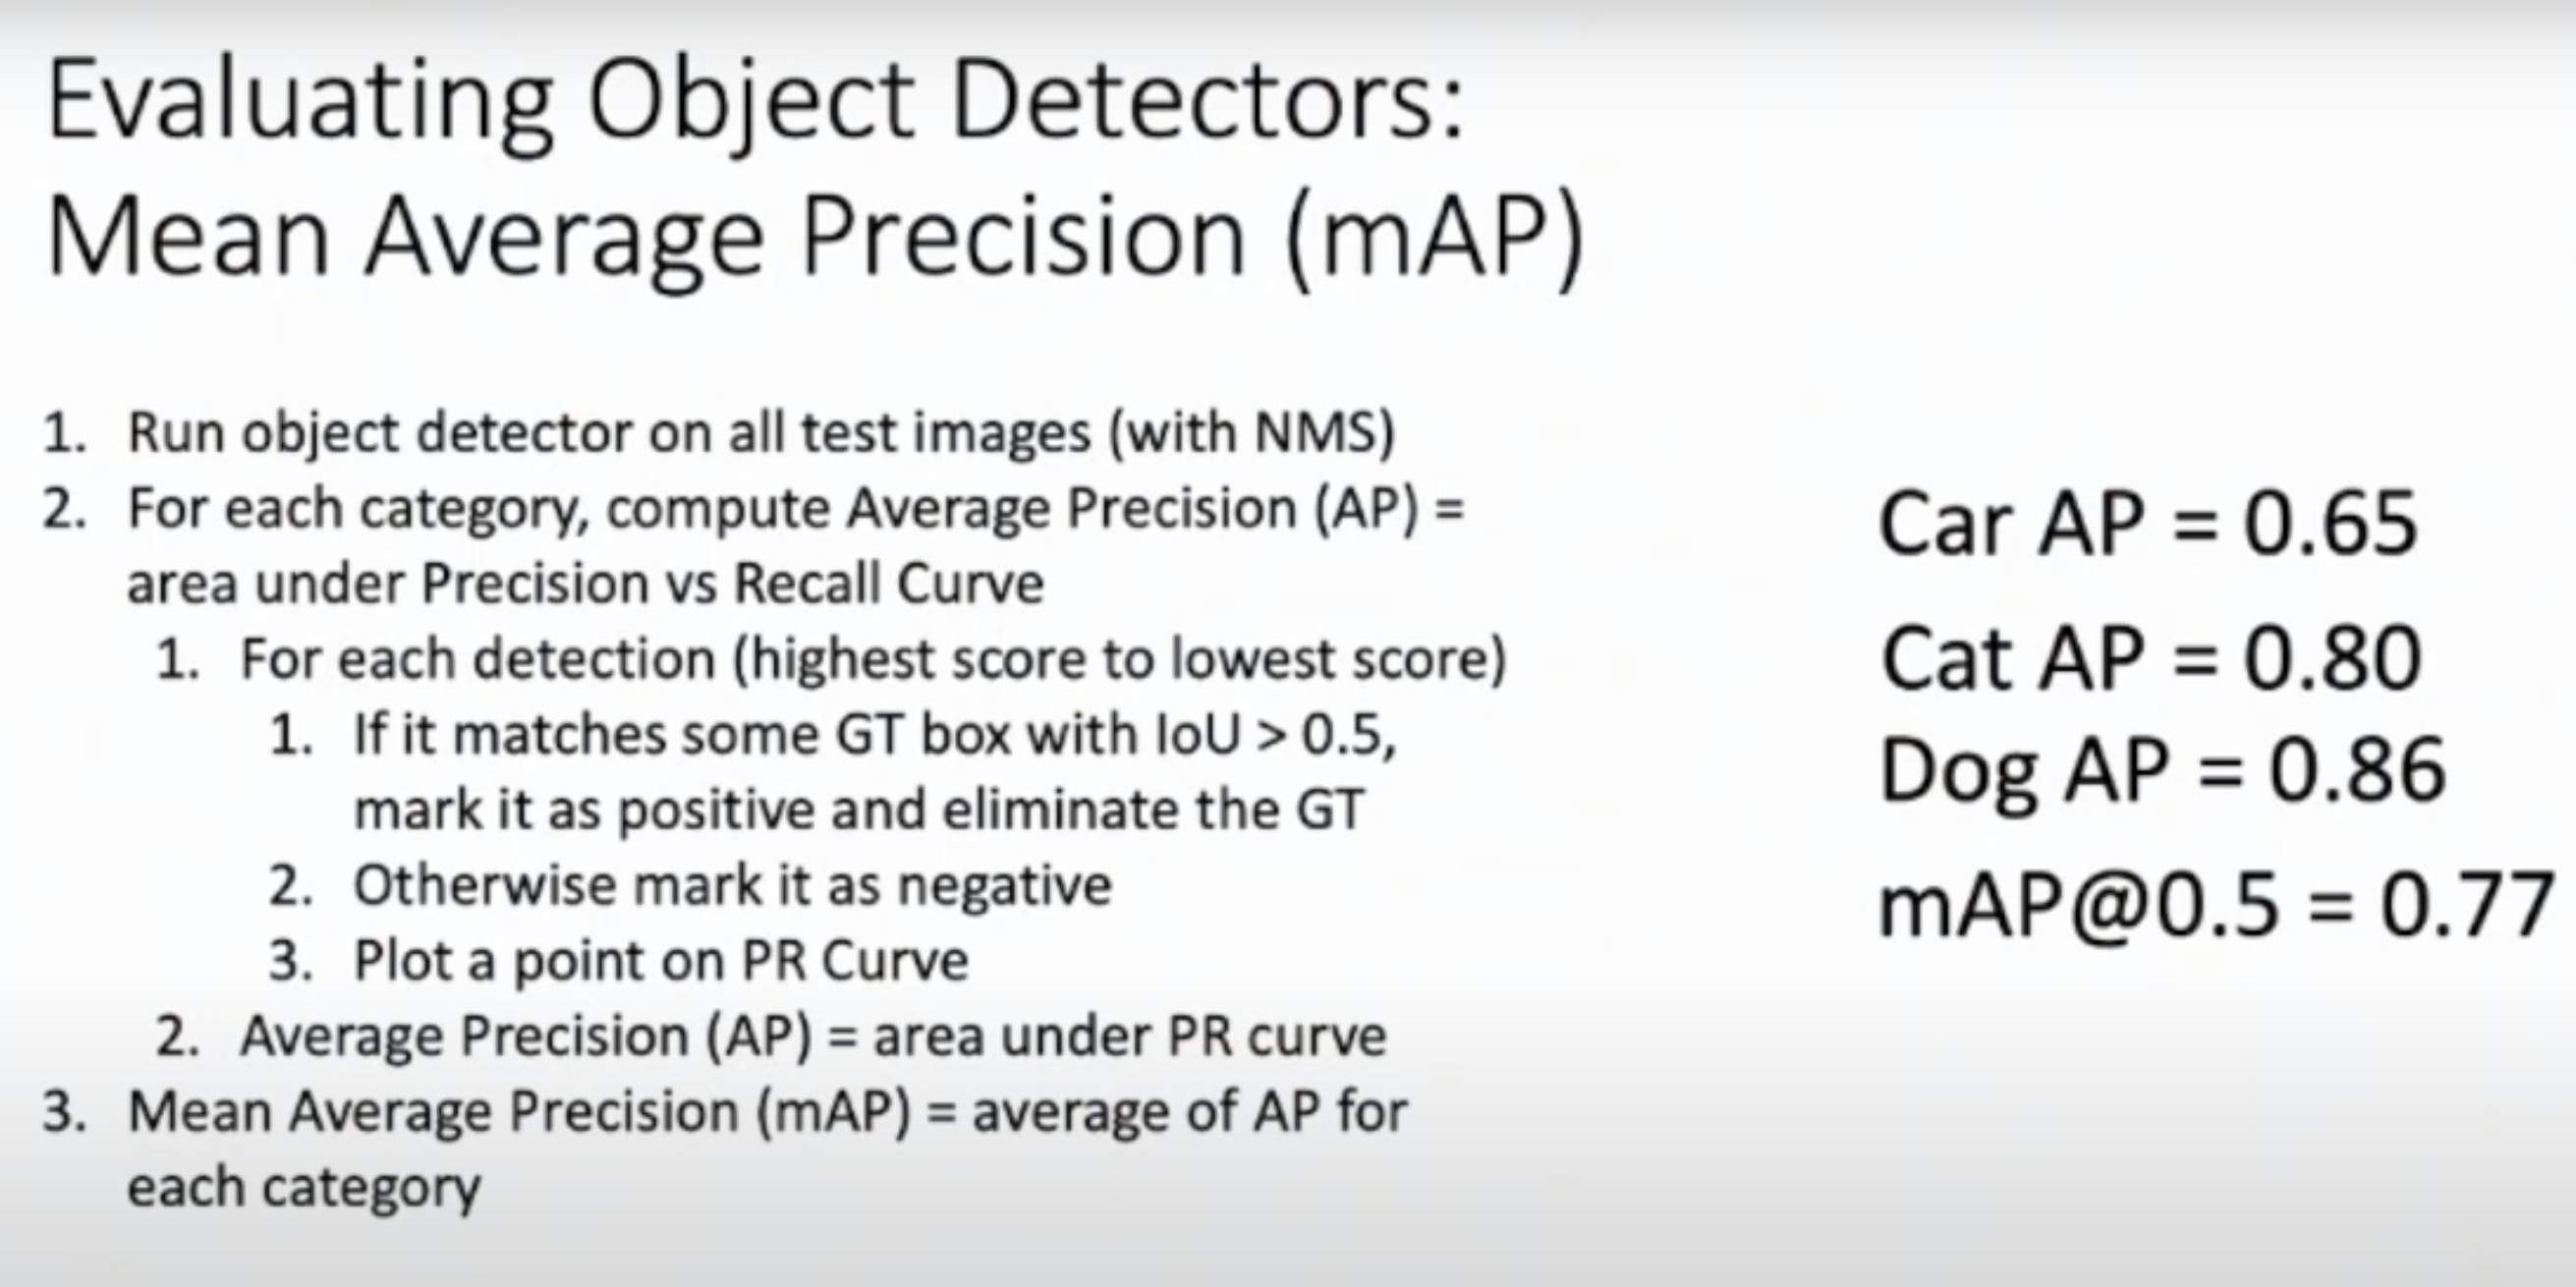 Evaluating Object Detectors:
Mean Average Precision (mAP)
1. Run object detector on all test images (with NMS)
2. For each category, compute Average Precision (AP) =
area under Precision vs Recall Curve
1. For each detection (highest score to lowest score)
1. If it matches some GT box with IoU > 0.5,
mark it as positive and eliminate the GT
2. Otherwise mark it as negative
3. Plot a point on PR Curve
2. Average Precision (AP) = area under PR curve
3. Mean Average Precision (mAP) = average of AP for
each category
Car AP = 0.65
Cat AP = 0.80
Dog AP = 0.86
mAP@0.5 = 0.77